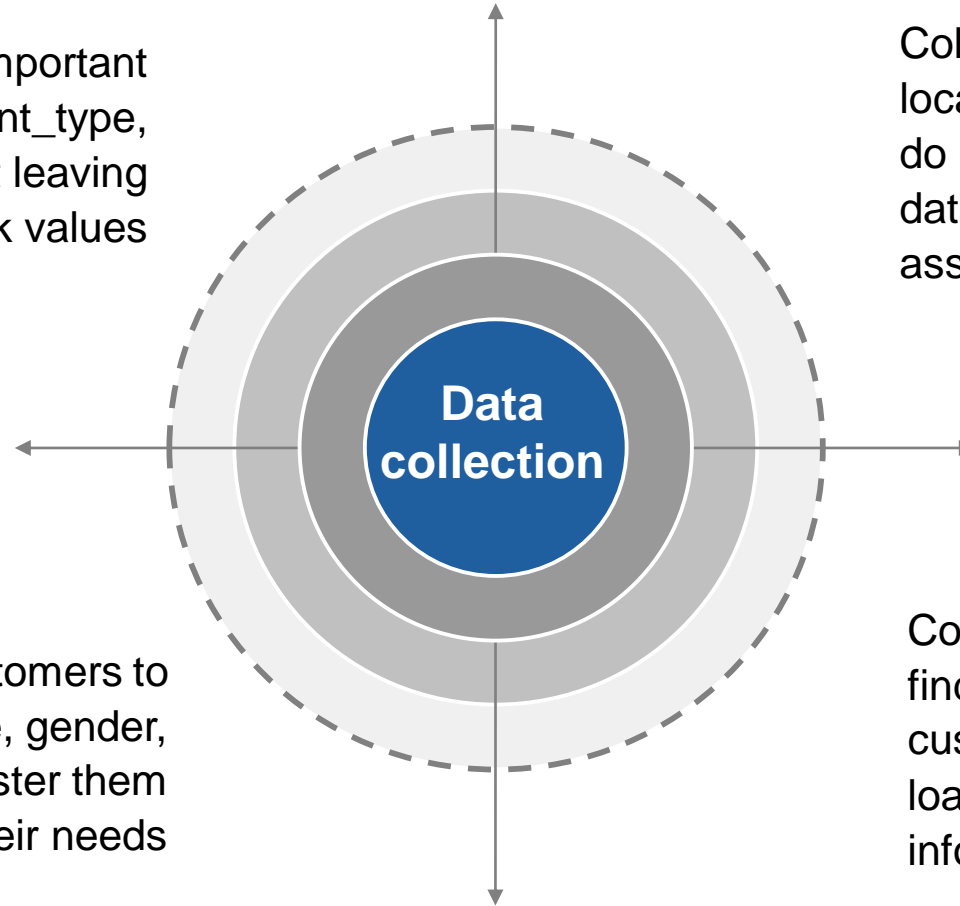 mportant
nt_type,
leaving
k values
Col
loca
do
dat
ass
Data
collection
tomers to
e, gender,
ster them
eir needs
Co
find
cus
loa
info